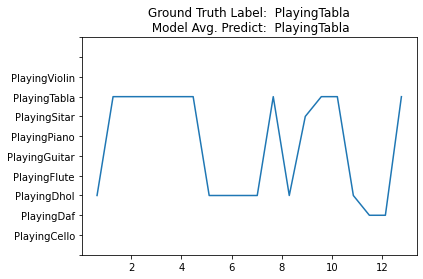 Ground Truth Label:  PlayingTabla
Model Avg. Predict:  PlayingTabla
PlayingViolin
PlayingTabla
PlayingSitar
PlayingPiano
PlayingGuitar
PlayingFlute
PlayingDhol
PlayingDaf
PlayingCello
2 4 6 8 10 12